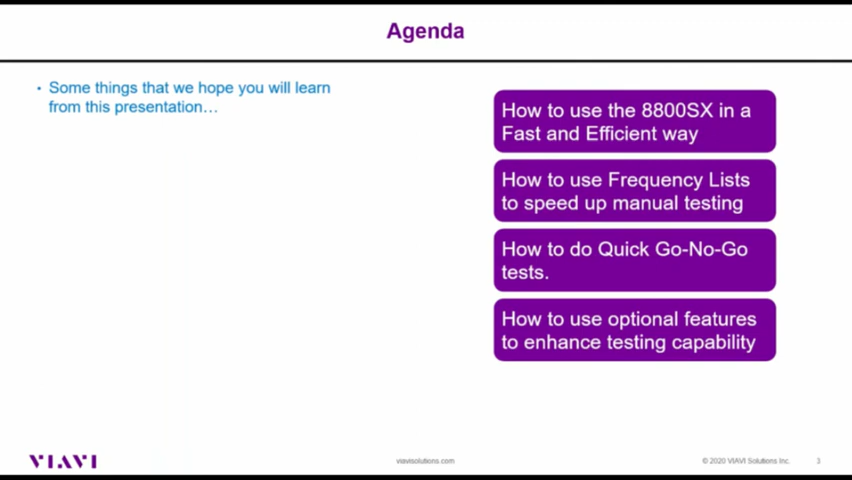 Agenda
• Some things that we hope you will learn
from this presentation…
How to use the 8800SX in a
Fast and Efficient way
How to use Frequency Lists
to speed up manual testing
How to do Quick Go-No-Go
tests.
How to use optional features
to enhance testing capability
VIAVI
viavisolutions.com
© 2020 VIAVI Solutions Inc.
3